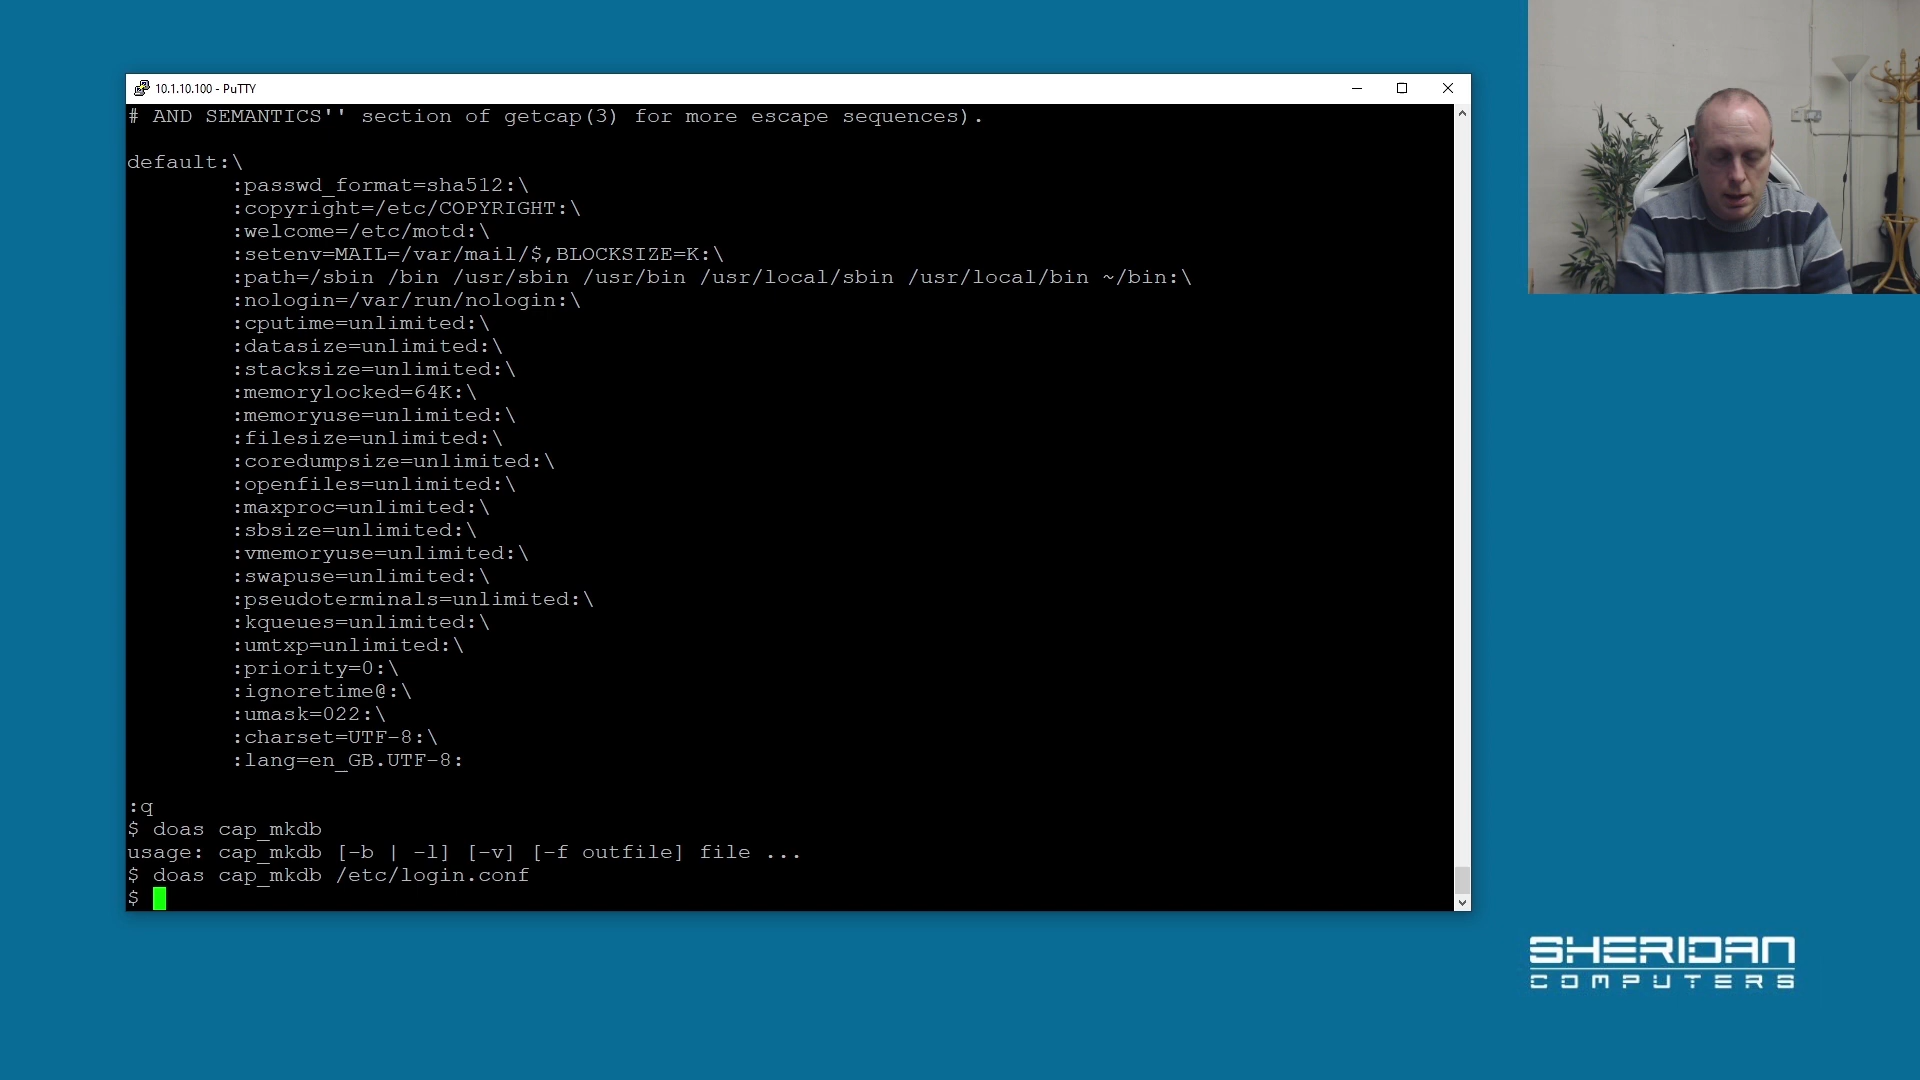 10.1.10.100 - PuTTY
# AND SEMANTICS'' section of getcap(3) for more escape sequences).
default:\
:passwd_format=sha512:\
:copyright=/etc/COPYRIGHT:\
:welcome=/etc/motd:\
:setenv=MAIL=/var/mail/$,BLOCKSIZE=K:\
:path=/sbin /bin /usr/sbin /usr/bin /usr/local/sbin /usr/local/bin ~/bin:\
:nologin=/var/run/nologin:\
:cputime=unlimited:\
:datasize=unlimited:\
:stacksize=unlimited:\
:memorylocked=64K:\
:memoryuse=unlimited:\
:filesize=unlimited:\
:coredumpsize=unlimited:\
:openfiles=unlimited:\
:maxproc=unlimited:\
:sbsize=unlimited:\
:vmemoryuse=unlimited:\
:swapuse=unlimited:\
:pseudoterminals=unlimited:\
:kqueues=unlimited:\
:umtxp=unlimited:\
:priority=0:\
:ignoretime@:\
:umask=022:\
:charset=UTF-8:\
:lang=en_GB.UTF-8:
:q
$ doas cap_mkdb
usage: cap_mkdb [-b | -l] [-v] [-f outfile] file ...
$ doas cap_mkdb /etc/login.conf
$
SHERIDAN
COMPUTERS